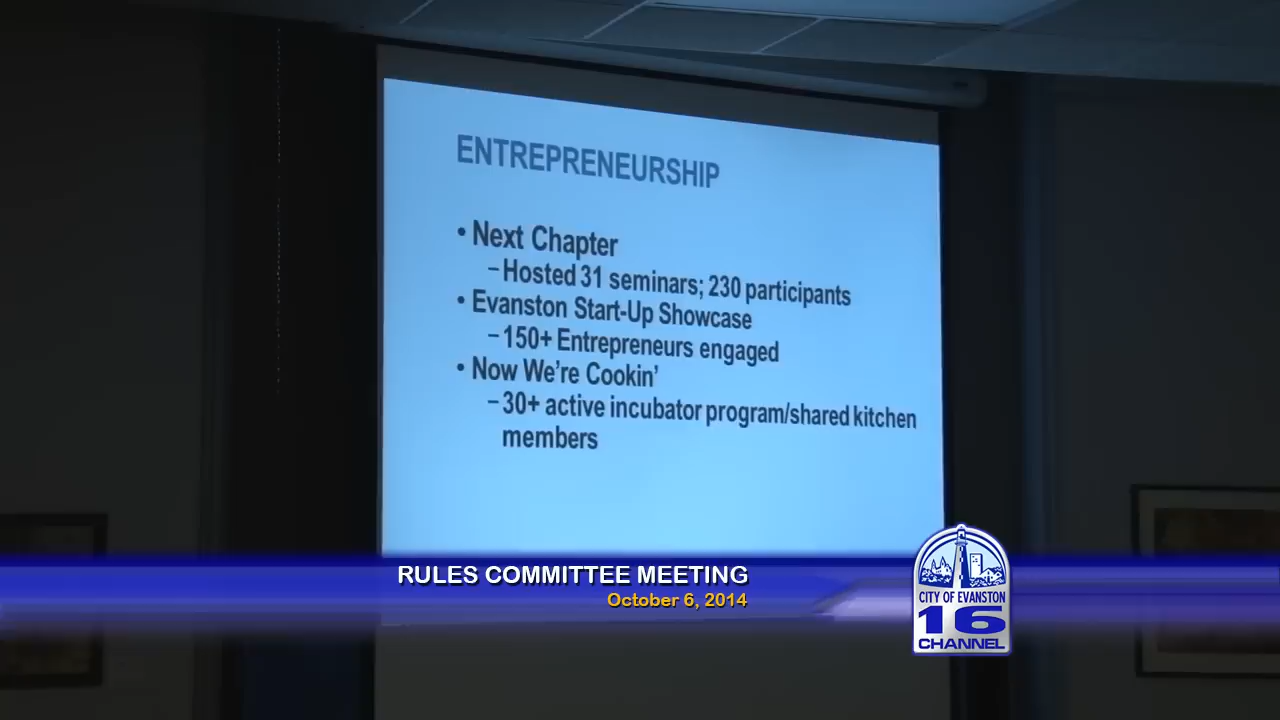 ENTREPRENEURSHIP
• Next Chapter
–Hosted 31 seminars; 230 participants
• Evanston Start-Up Showcase
–150+ Entrepreneurs engaged
• Now We're Cookin'
–30+ active incubator program/shared kitchen
members
RULES COMMITTEE MEETING
October 6, 2014
CITY OF EVANSTON
16
CHANNEL